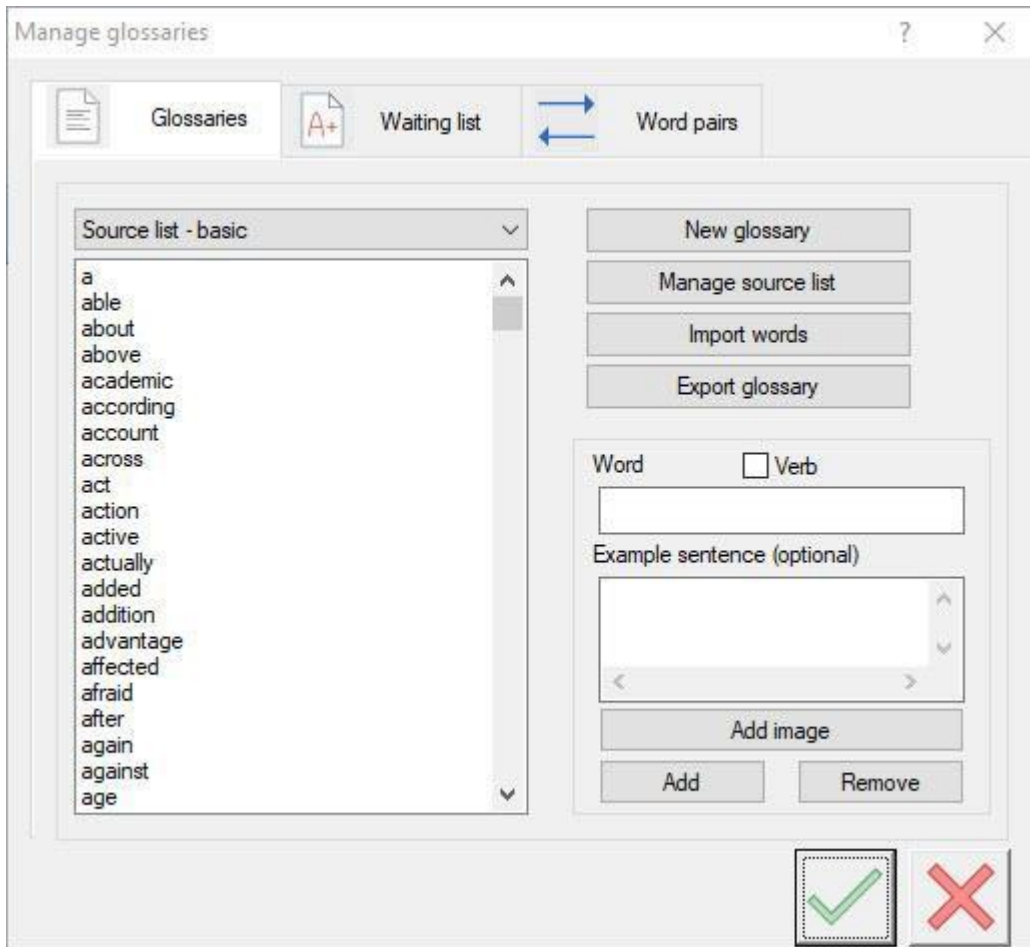 Manage glossaries
?
Glossaries
A+
Waiting list
Word pairs
Source list - basic
a
able
about
above
academic
according
account
across
act
action
active
actually
added
addition
advantage
affected
afraid
after
again
against
age
New glossary
Manage source list
Import words
Export glossary
Word
Verb
Example sentence (optional)
Add image
Add
Remove